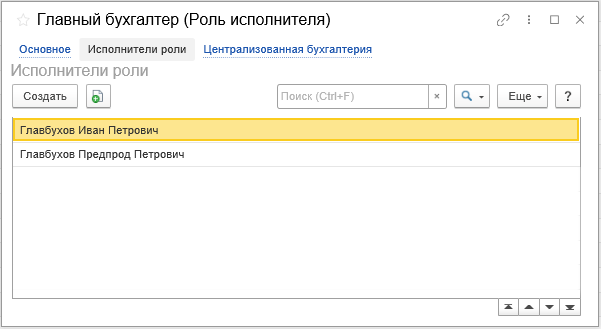 Главный бухгалтер (Роль исполнителя)
Основное Исполнители роли Централизованная бухгалтерия
Исполнители роли
Создать Поиск (Ctrl+F) × Еще ?
Главбухов Иван Петрович
Главбухов Предпрод Петрович